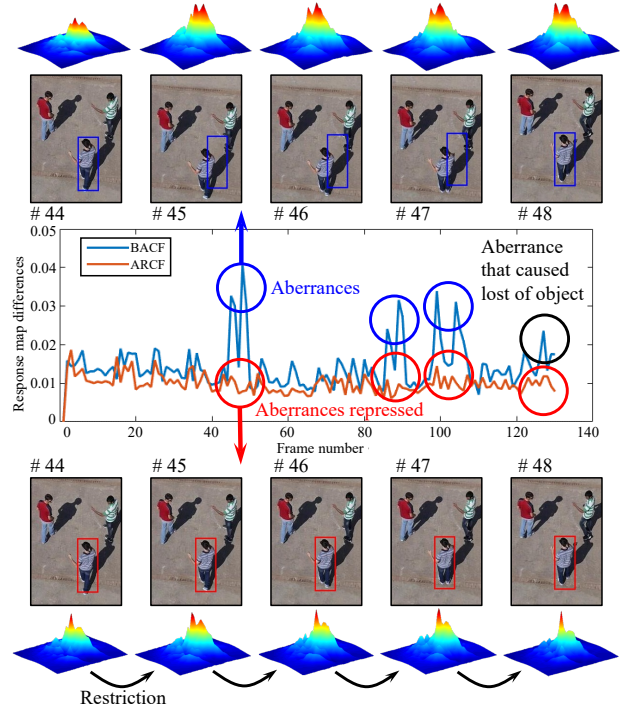 # 44
# 45
# 46
# 47
# 48
0.05
0.04
0.03
0.02
0.01
0
Response map differences
BACF
ARCF
Aberrances
Aberrance
that caused
lost of object
Aberrances repressed
0
20
40
60
80
100
120
140
Frame number
# 44
# 45
# 46
# 47
# 48
Restriction